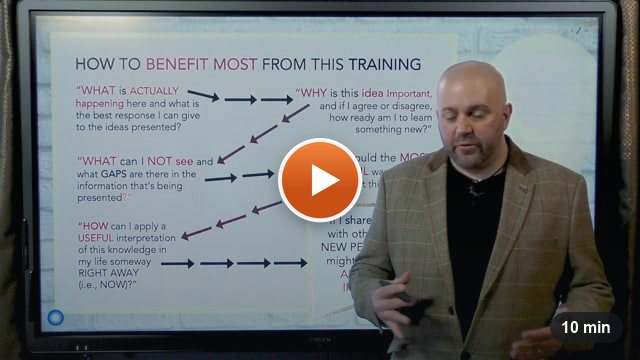 HOW TO BENEFIT MOST FROM THIS TRAINING
"WHAT is ACTUALLY
happening here and what is
the best response I can give
to the ideas presented?
"WHY is this idea Important,
and if I agree or disagree,
how ready am I to learn
something new?"
"WHAT can I NOT see and
what GAPS are there in the
information that's being
presented?"
ould the
"HOW can I apply a
USEFUL interpretation
of this knowledge in
my life someway
RIGHT AWAY
(i.e., NOW)?"
I share
with
NEW
10 min